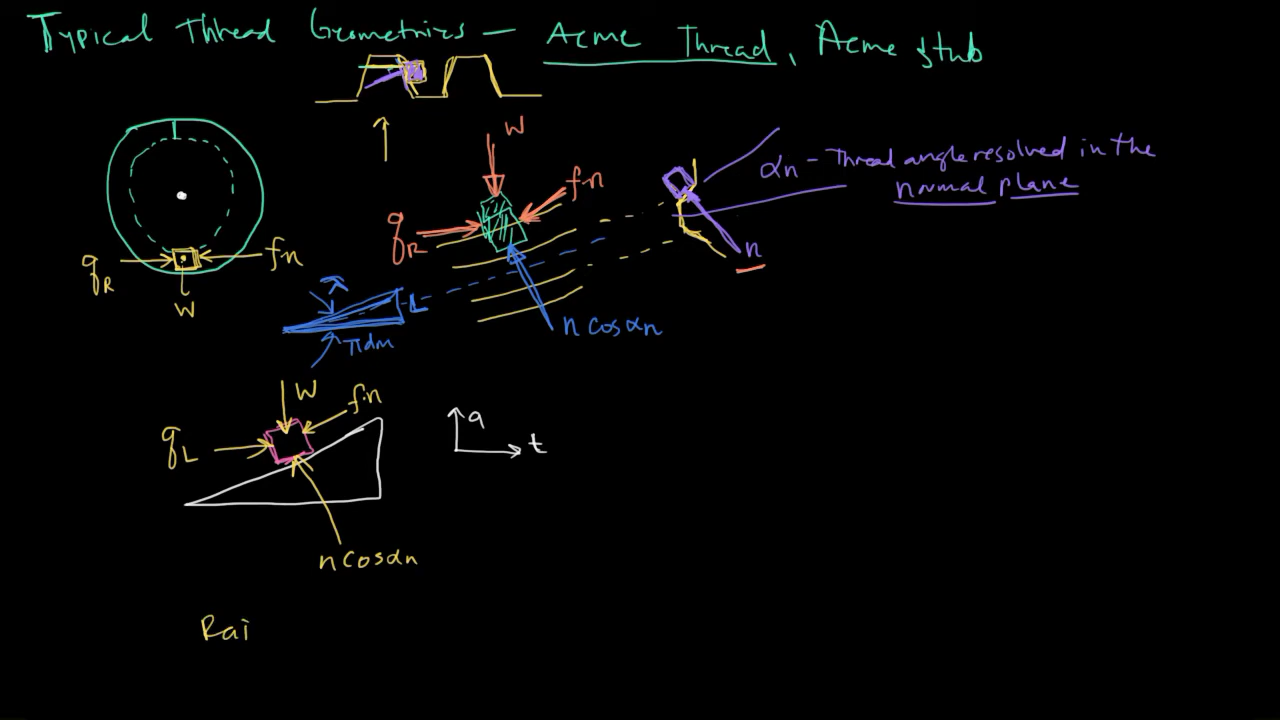 Typical Thread Geometries — Acme Thread, Acme stub
W
fn
αn - Thread angle resolved in the
normal plane
qR
fn
qR
W
n
λ
L
πdm
n cos αn
W
fn
qL
a
t
n cos αn
Rai